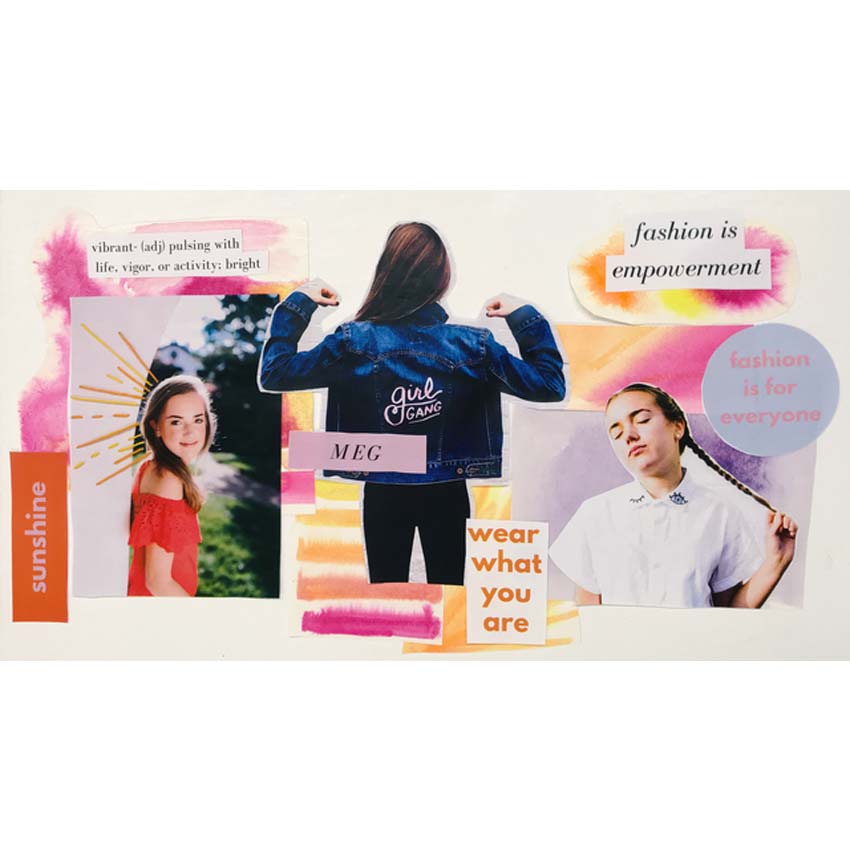 vibrant- (adj) pulsing with
life, vigor, or activity; bright
fashion is
empowerment
fashion
is for
everyone
girl
GANG
MEG
sunshine
wear
what
you
are